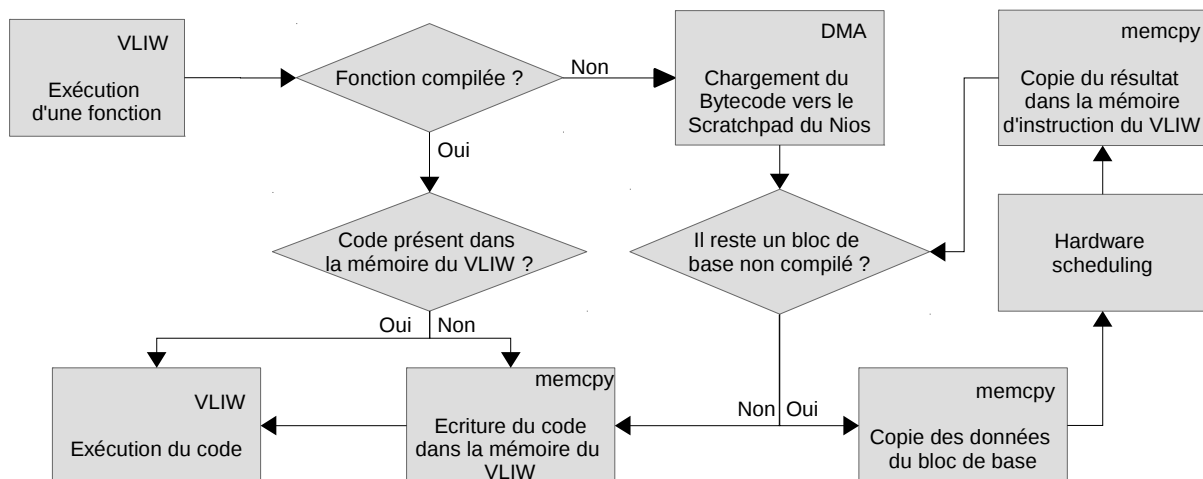 VLIW
Exécution
d'une fonction
Fonction compilée ?
Non
DMA
Chargement du
Bytecode vers le
Scratchpad du Nios
memcpy
Copie du résultat
dans la mémoire
d'instruction du VLIW
Oui
Code présent dans
la mémoire du VLIW ?
Il reste un bloc de
base non compilé ?
Hardware
scheduling
Oui
Non
VLIW
Exécution du code
memcpy
Ecriture du code
dans la mémoire du
VLIW
Non
Oui
memcpy
Copie des données
du bloc de base